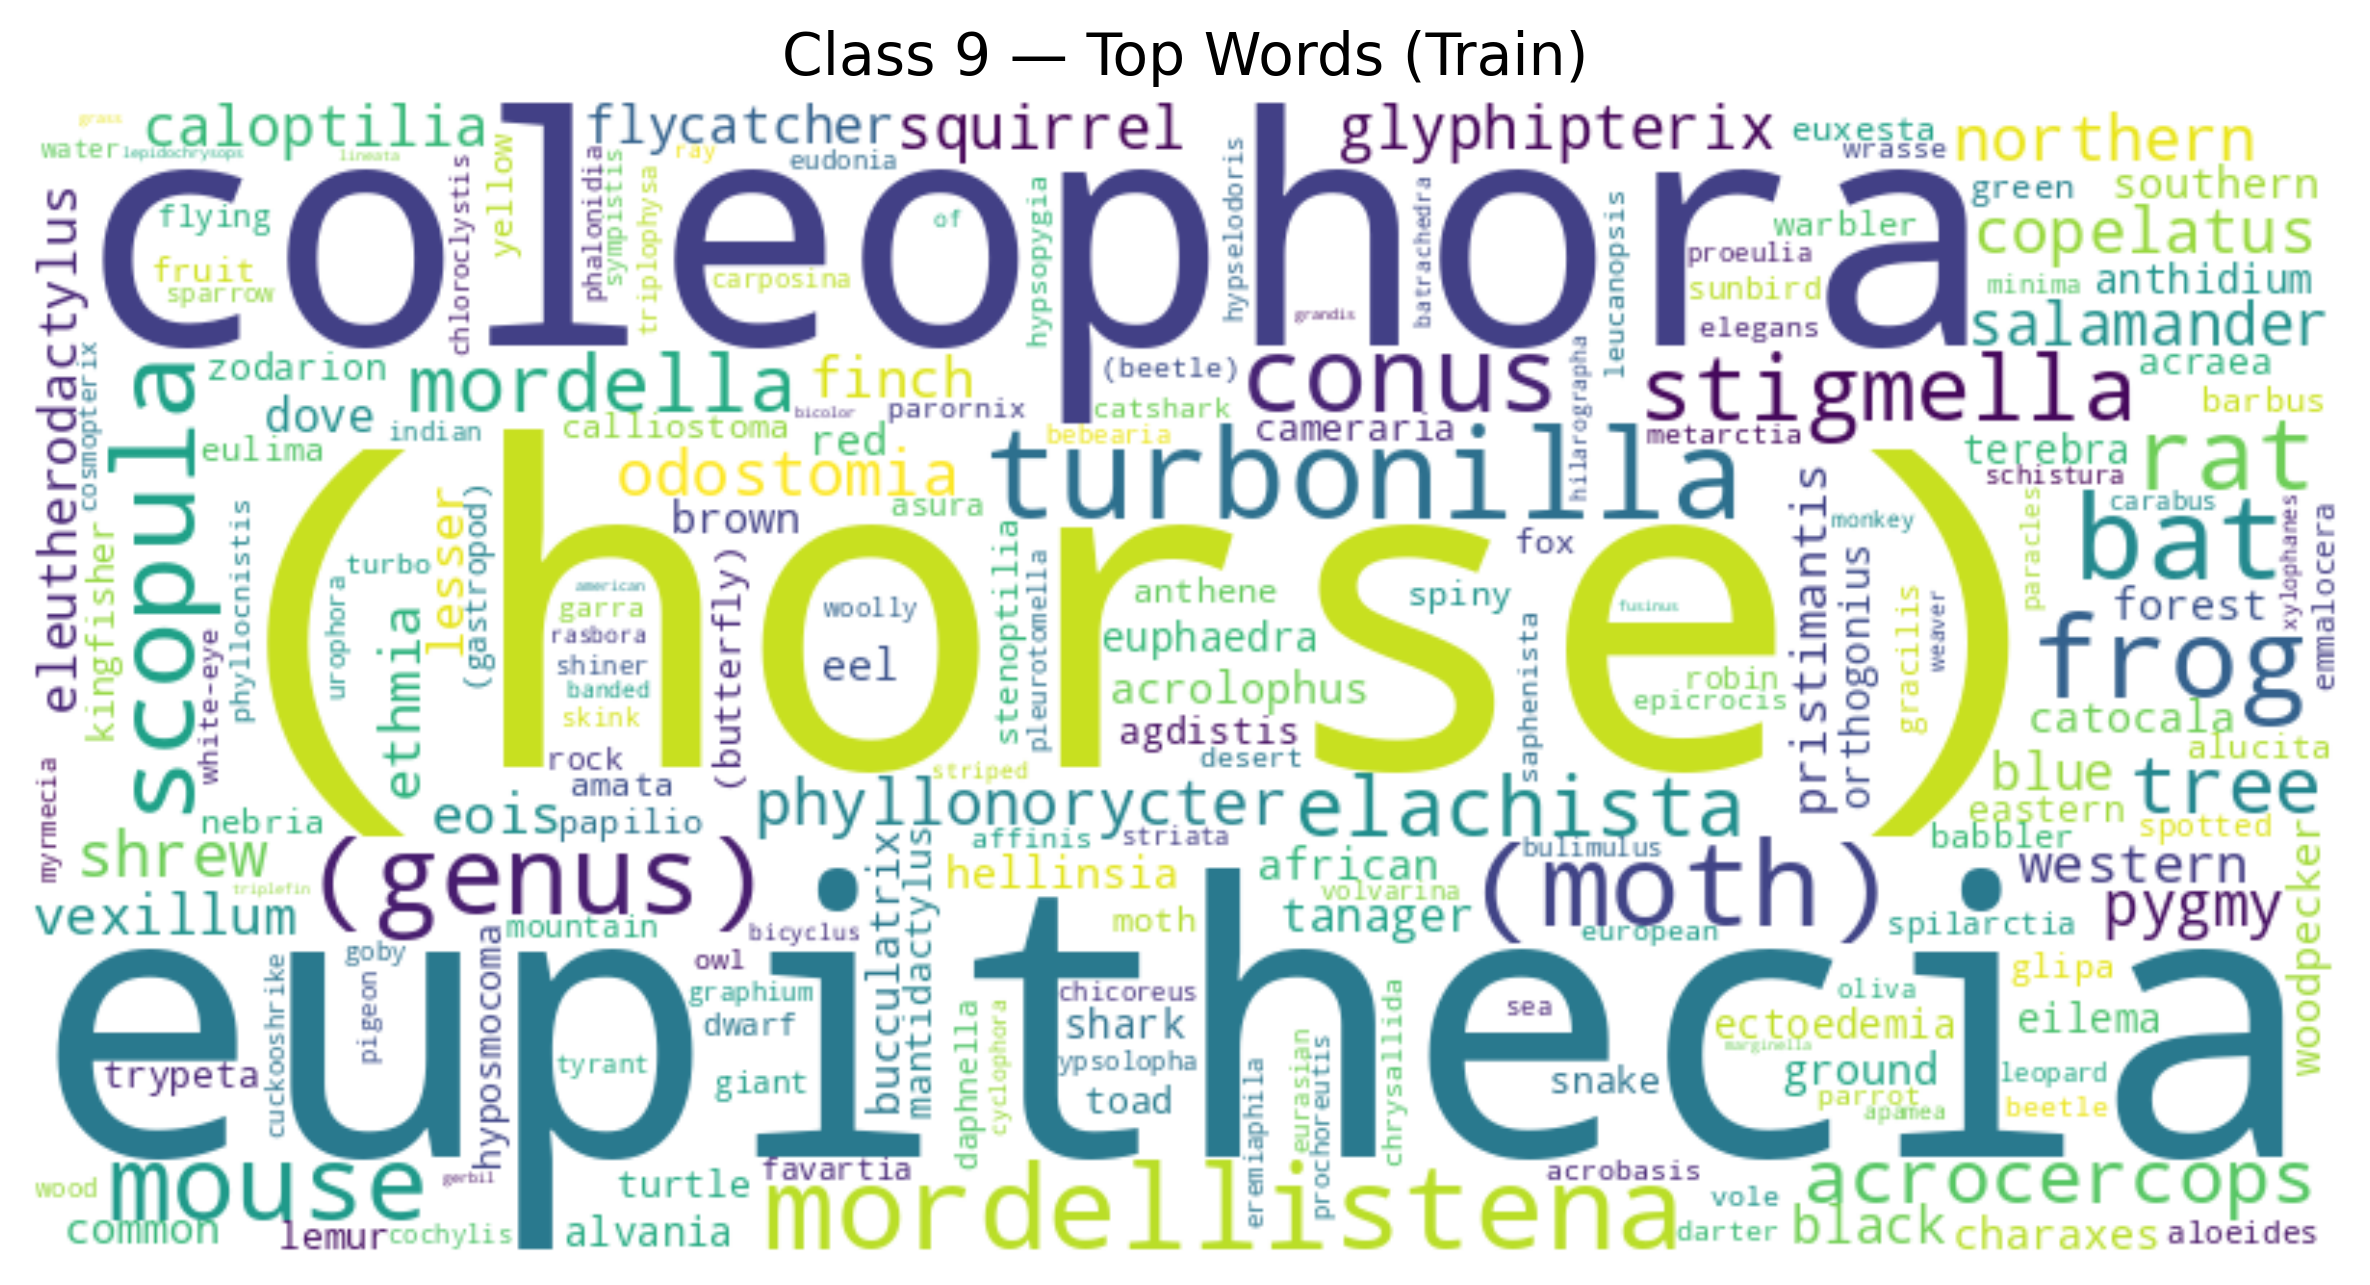 Class 9 — Top Words (Train)
grass
caloptilia
flycatcher
squirrel
glyphipterix
euxesta
northern
water
lepidochrysops
lineata
yellow
ray
eudonia
wrasse
coleophora
green
southern
flying
chloroclystis
phalonidia
sympistis
triplophysa
of
hypsopygia
hypselodoris
batrachedra
leucanopsis
warbler
copelatus
fruit
sparrow
carposina
grandis
proeulia
sunbird
elegans
minima
anthidium
salamander
eleutherodactylus
cosmopterix
scopula
zodarion
mordella
finch
(beetle)
conus
hilarographa
stigmella
acraea
dove
indian
bicolor
parornix
catshark
barbus
eulima
calliostoma
red
bebearia
cameraria
metarctia
terebra
rat
odostomia
turbonilla
schistura
kingfisher
phyllocnistis
lesser
(gastropod)
brown
asura
fox
monkey
carabus
bat
xylophanes
emmalocera
(horse)
turbo
urophora
ethmia
american
garra
rasbora
shiner
banded
skink
(butterfly)
woolly
eel
stenoptilia
pleurotomella
anthene
euphaedra
acrolophus
agdistis
desert
spiny
saphenista
fusinus
robin
epicrocis
pristimantis
orthogonius
gracilis
weaver
paracles
forest
frog
white-eye
rock
amata
striped
catocala
alucita
myrmecia
nebria
eois
papilio
phyllonorycter
elachista
blue
eastern
tree
shrew
(genus)
bucculatrix
mantidactylus
affinis
striata
bulimulus
babbler
spotted
triplefin
hellinsia
african
volvarina
(moth)
western
woodpecker
vexillum
mountain
bicyclus
moth
tanager
european
spilarctia
pygmy
eupithecia
cuckooshrike
goby
pigeon
hyposmocoma
owl
graphium
dwarf
chicoreus
shark
sea
oliva
glipa
ectoedemia
eilema
trypeta
tyrant
giant
daphnella
cyclophora
ypsolopha
toad
eremiaphila
eurasian
prochoreutis
chrysallida
snake
marginella
ground
parrot
apamea
leopard
beetle
wood
mouse
gerbil
turtle
favartia
mordellistena
acrobasis
vole
acrocercops
common
lemur
cochylis
alvania
darter
black
charaxes
aloeides